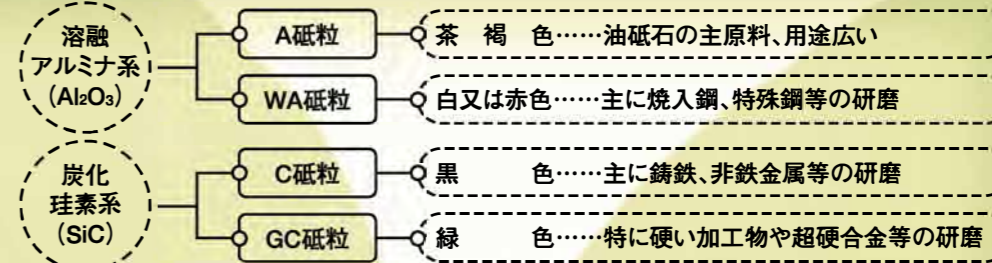 溶融
アルミナ系
(Al₂O₃)
A砥粒
茶 褐 色……油砥石の主原料、用途広い
WA砥粒
白又は赤色……主に焼入鋼、特殊鋼等の研磨
炭化
珪素系
(SiC)
C砥粒
黒 色……主に鋳鉄、非鉄金属等の研磨
GC砥粒
緑 色……特に硬い加工物や超硬合金等の研磨